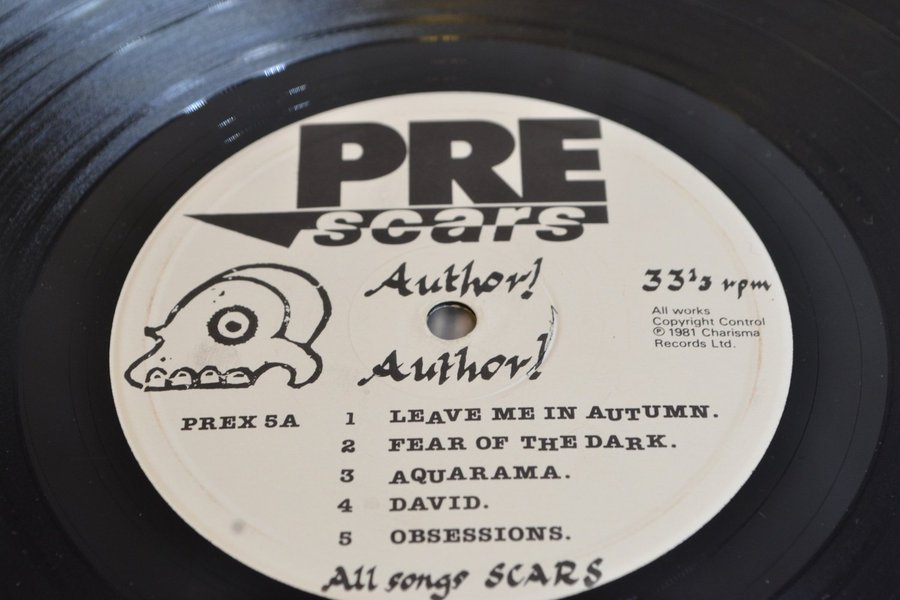 PRE
scars
Author!
33⅓ rpm
All works
Copyright Control
℗ 1981 Charisma
Records Ltd.
Author!
PREX 5A
1 LEAVE ME IN AUTUMN.
2 FEAR OF THE DARK.
3 AQUARAMA.
4 DAVID.
5 OBSESSIONS.
All songs SCARS